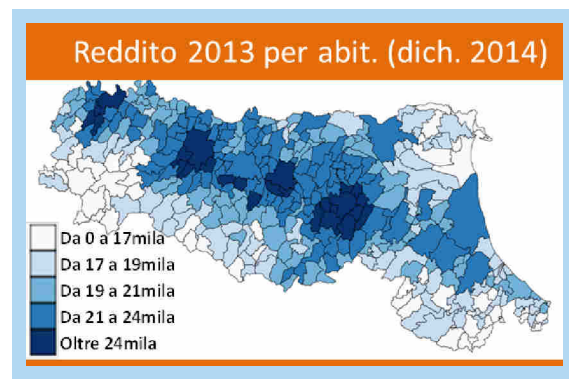 Reddito 2013 per abit. (dich. 2014)
Da 0 a 17mila
Da 17 a 19mila
Da 19 a 21mila
Da 21 a 24mila
Oltre 24mila